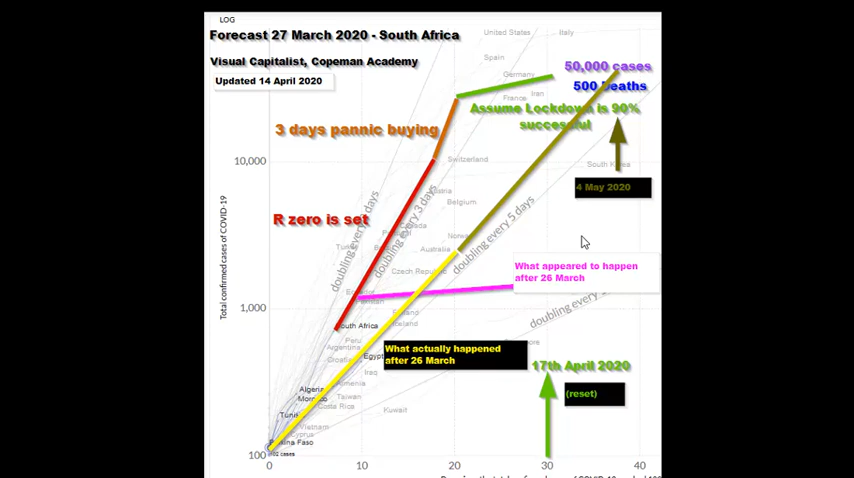 LOG
Forecast 27 March 2020 - South Africa
United States
Italy
Visual Capitalist, Copeman Academy
Spain
50,000 cases
Updated 14 April 2020
Germany
500 Deaths
Iran
France
Assume Lockdown is 90%
successful
3 days pannic buying
10,000
Switzerland
South Korea
4 May 2020
Belgium
doubling every 2 days
doubling every 3 days
doubling every 5 days
R zero is set
Norway
Australia
Total confirmed cases of COVID-19
What appeared to happen
after 26 March
Czech Republic
1,000
doubling every
South Africa
Iceland
Peru
Argentina
What actually happened
after 26 March
Egypt
Croatia
17th April 2020
Iraq
Armenia
(reset)
Algeria
Morocco
Taiwan
Costa Rica
Kuwait
Tunis
Vietnam
Cyprus
Burkina Faso
100
0
10
20
30
40